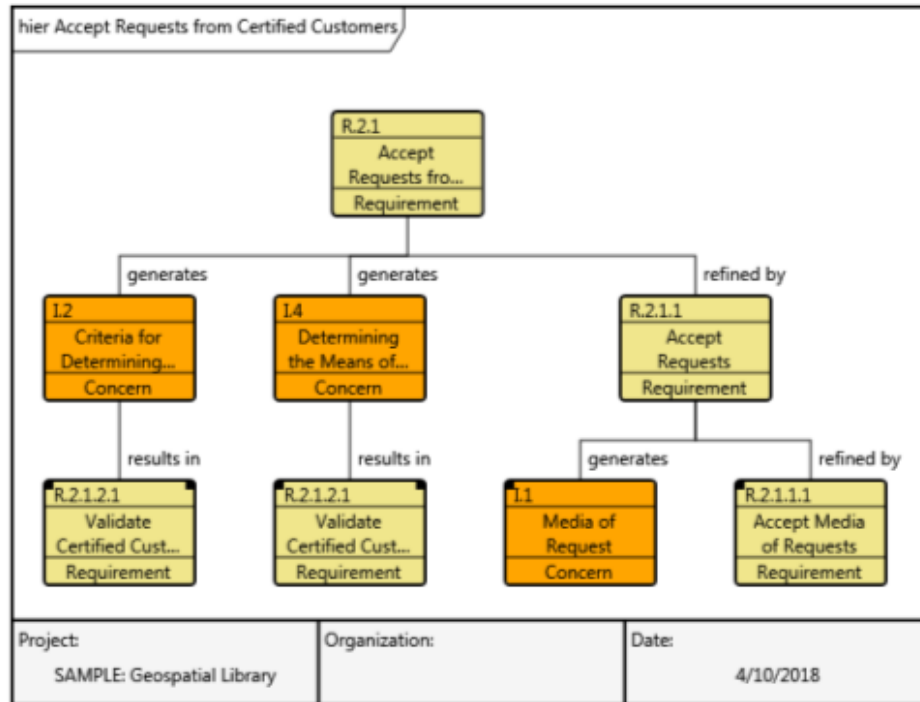 hier Accept Requests from Certified Customers
R.2.1
Accept
Requests fro...
Requirement
generates
generates
refined by
I.2
Criteria for
Determining...
Concern
I.4
Determining
the Means of...
Concern
R.2.1.1
Accept
Requests
Requirement
results in
results in
generates
refined by
R.2.1.2.1
Validate
Certified Cust...
Requirement
R.2.1.2.1
Validate
Certified Cust...
Requirement
I.1
Media of
Request
Concern
R.2.1.1.1
Accept Media
of Requests
Requirement
Project:
SAMPLE: Geospatial Library
Organization:
Date:
4/10/2018